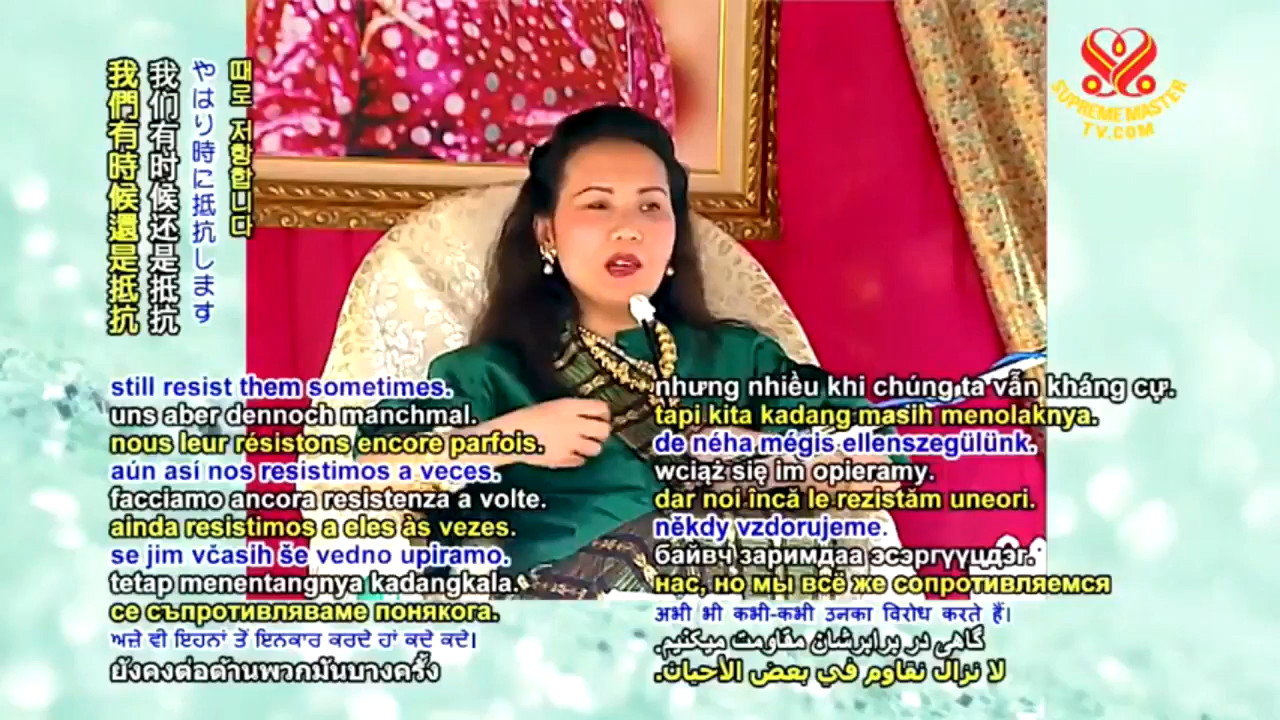 我們有時候還是抵抗
我们有时候还是抵抗
やはり時に抵抗します
때로 저항합니다
SUPREME MASTER
TV.COM
still resist them sometimes.
uns aber dennoch manchmal.
nous leur résistons encore parfois.
aún así nos resistimos a veces.
facciamo ancora resistenza a volte.
ainda resistimos a eles às vezes.
se jim včasih še vedno upiramo.
tetap menentangnya kadangkala.
се съпротивляваме понякога.
ਅਜੇ ਵੀ ਇਹਨਾਂ ਤੋਂ ਇਨਕਾਰ ਕਰਦੇ ਹਾਂ ਕਦੇ ਕਦੇ।
ยังคงต่อต้านพวกมันบางครั้ง
nhưng nhiều khi chúng ta vẫn kháng cự.
tapi kita kadang masih menolaknya.
de néha mégis ellenszegülünk.
wciąż się im opieramy.
dar noi încă le rezistăm uneori.
někdy vzdorujeme.
байвч заримдаа эсэргүүцдэг.
нас, но мы всё же сопротивляемся
अभी भी कभी-कभी उनका विरोध करते हैं।
گاهی در برابرشان مقاومت میکنیم.
لا نزال نقاوم في بعض الأحيان.